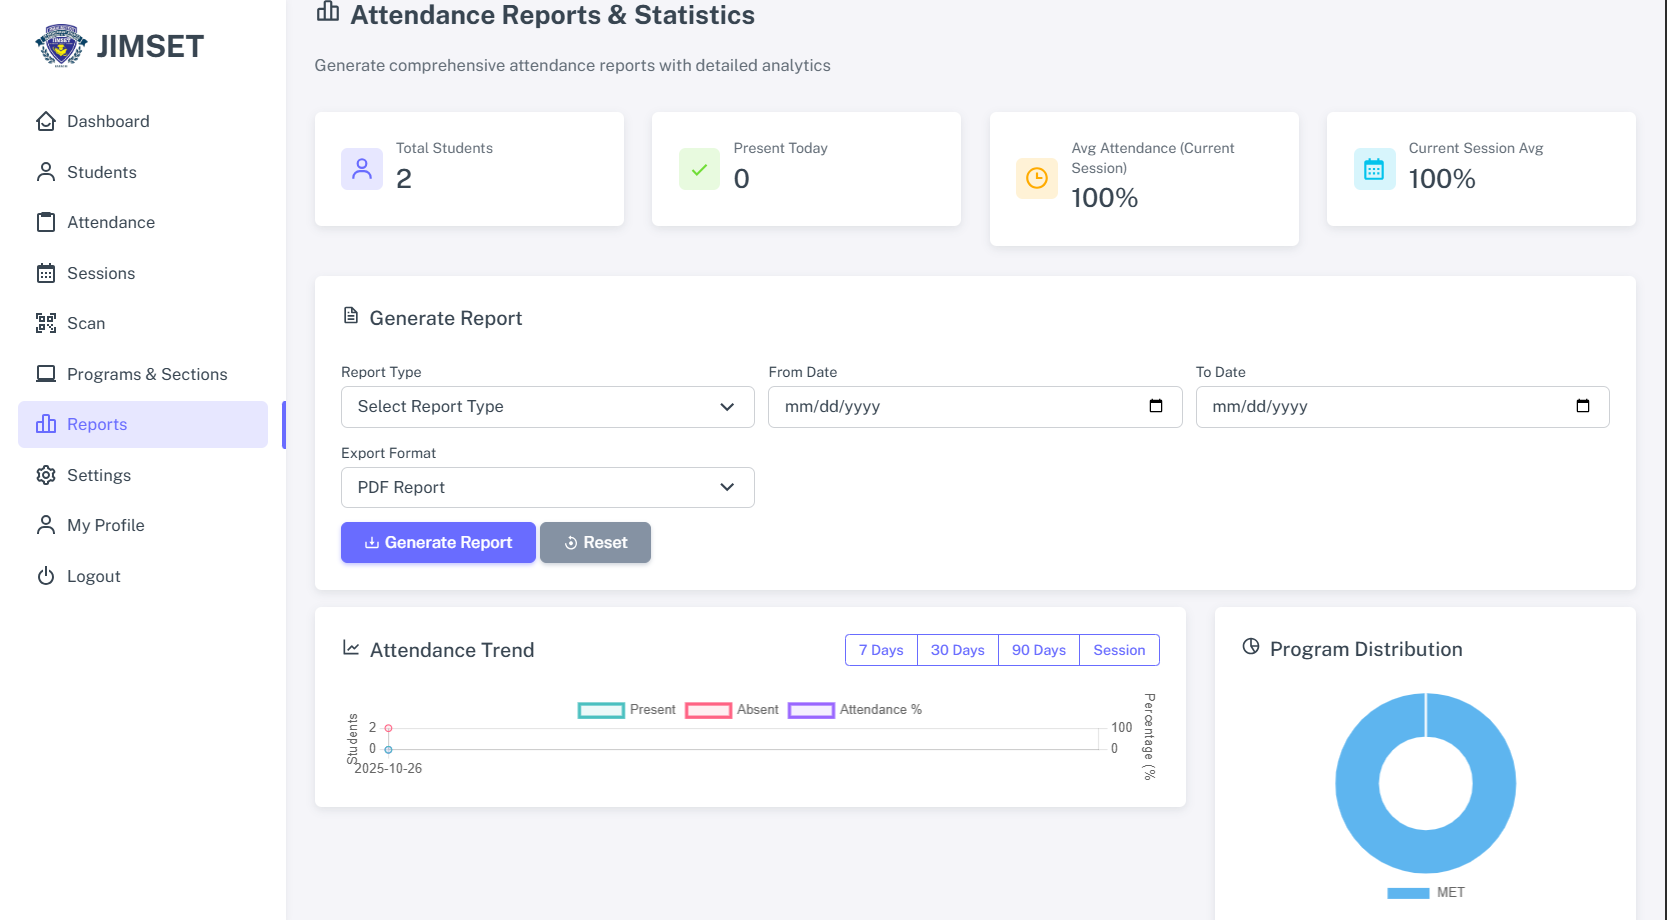 JIMSET
Dashboard
Students
Attendance
Sessions
Scan
Programs & Sections
Reports
Settings
My Profile
Logout
Attendance Reports & Statistics
Generate comprehensive attendance reports with detailed analytics
Total Students
2
Present Today
0
Avg Attendance (Current
Session)
100%
Current Session Avg
100%
Generate Report
Report Type
Select Report Type
From Date
mm/dd/yyyy
To Date
mm/dd/yyyy
Export Format
PDF Report
Generate Report
Reset
Attendance Trend
7 Days
30 Days
90 Days
Session
Present
Absent
Attendance %
Students
2
0
2025-10-26
100
0
Percentage (%
Program Distribution
MET